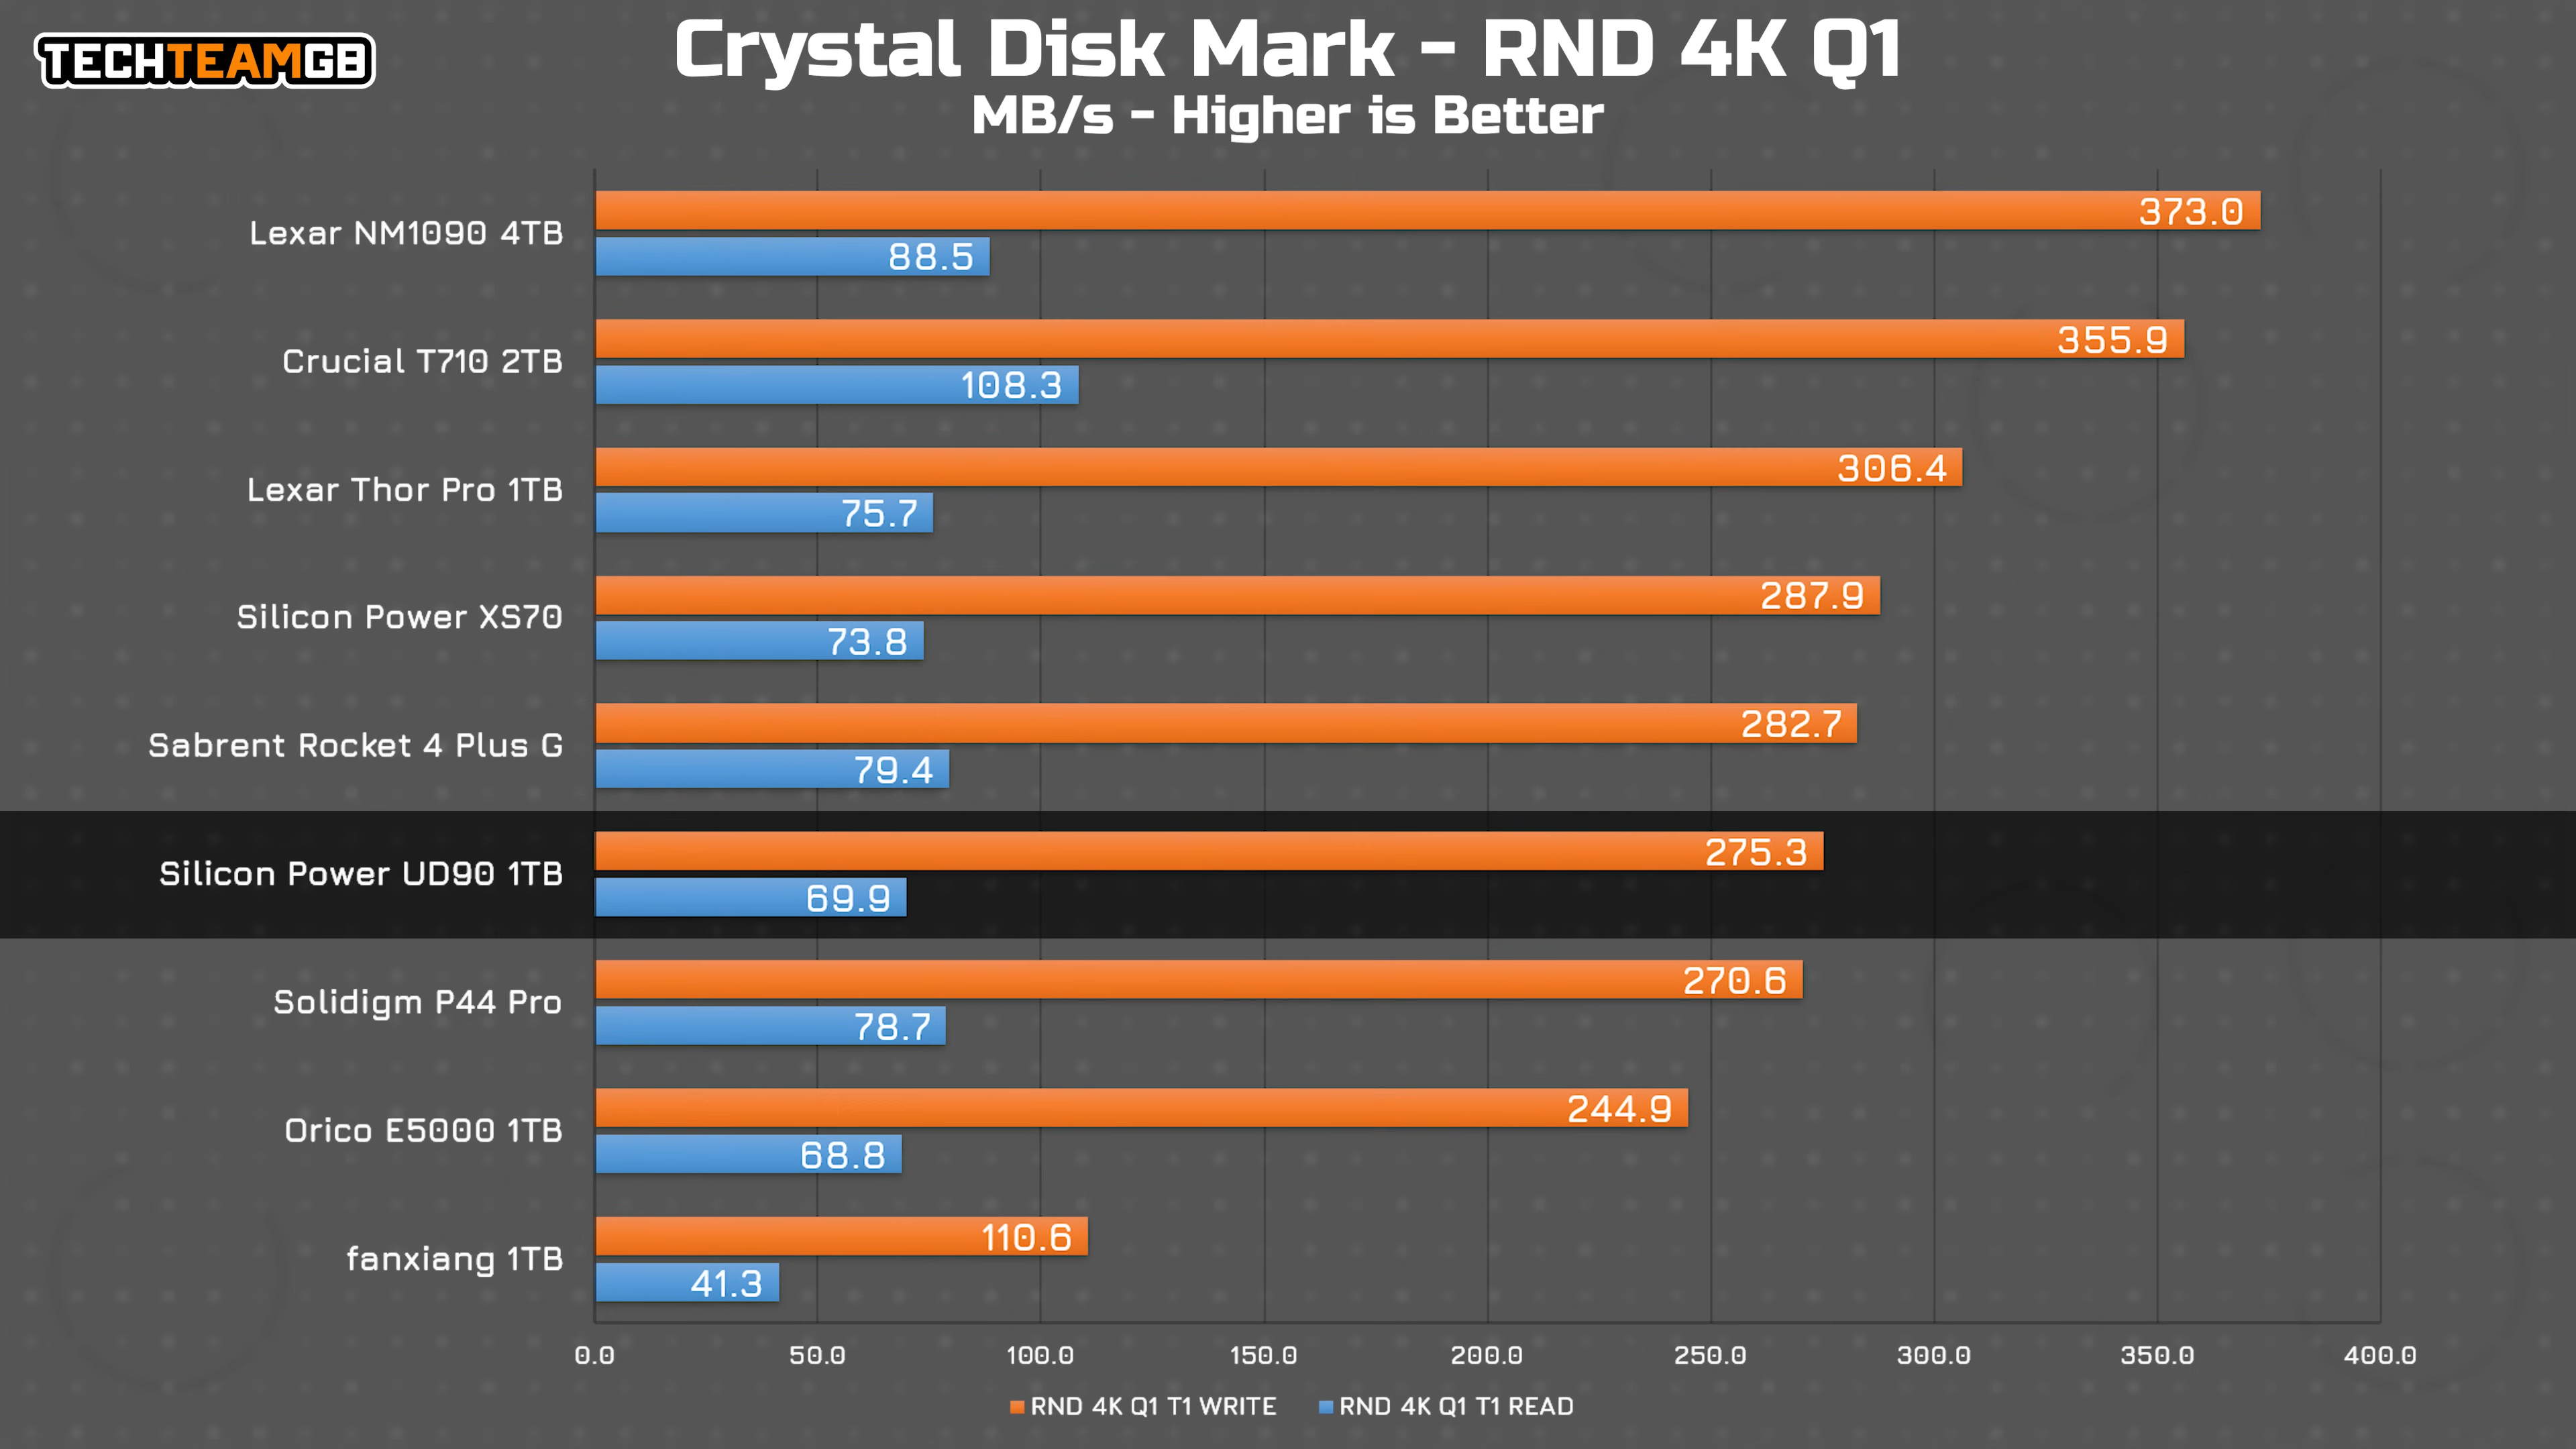 TECHTEAMGB
Crystal Disk Mark - RND 4K Q1
MB/s - Higher is Better
Lexar NM1090 4TB
373.0
88.5
Crucial T710 2TB
355.9
108.3
Lexar Thor Pro 1TB
306.4
75.7
Silicon Power XS70
287.9
73.8
Sabrent Rocket 4 Plus G
282.7
79.4
Silicon Power UD90 1TB
275.3
69.9
Solidigm P44 Pro
270.6
78.7
Orico E5000 1TB
244.9
68.8
fanxiang 1TB
110.6
41.3
0.0 50.0 100.0 150.0 200.0 250.0 300.0 350.0 400.0
RND 4K Q1 T1 WRITE RND 4K Q1 T1 READ